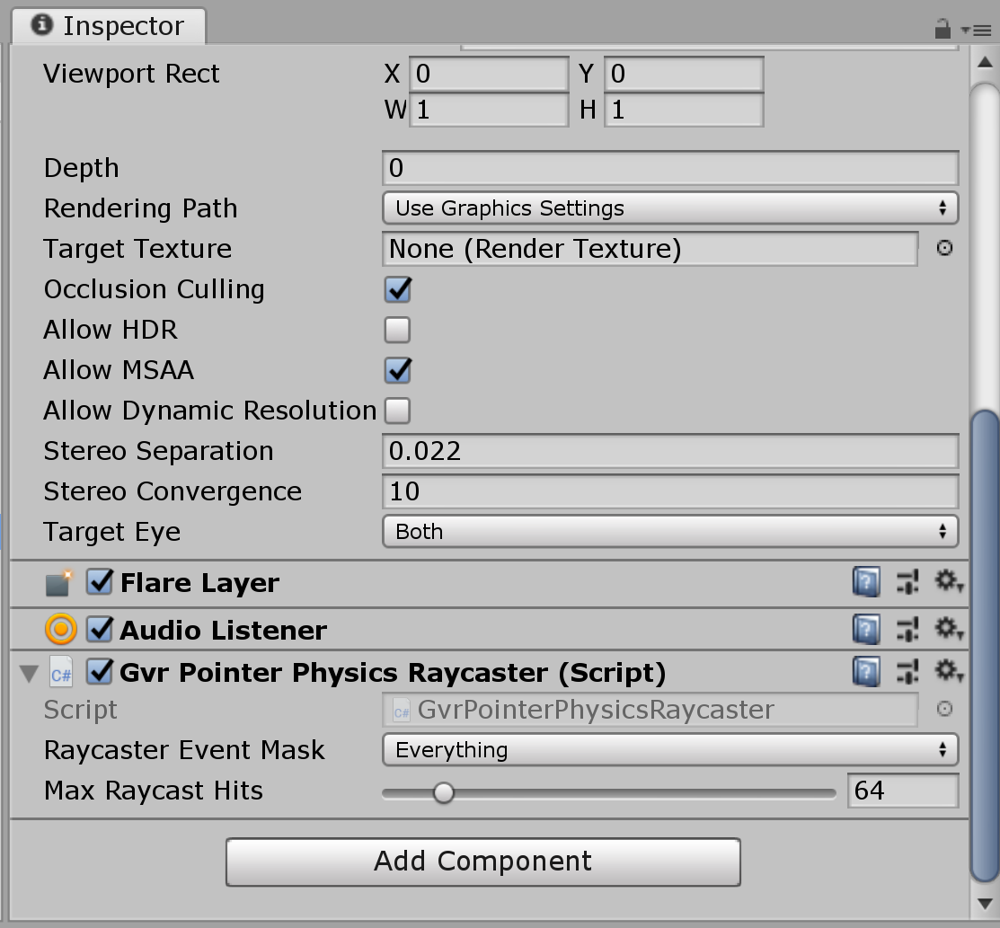 Inspector
Viewport Rect X 0 Y 0
W 1 H 1
Depth 0
Rendering Path Use Graphics Settings
Target Texture None (Render Texture)
Occlusion Culling
Allow HDR
Allow MSAA
Allow Dynamic Resolution
Stereo Separation 0.022
Stereo Convergence 10
Target Eye Both
Flare Layer
Audio Listener
C# Gvr Pointer Physics Raycaster (Script)
Script C# GvrPointerPhysicsRaycaster
Raycaster Event Mask Everything
Max Raycast Hits 64
Add Component